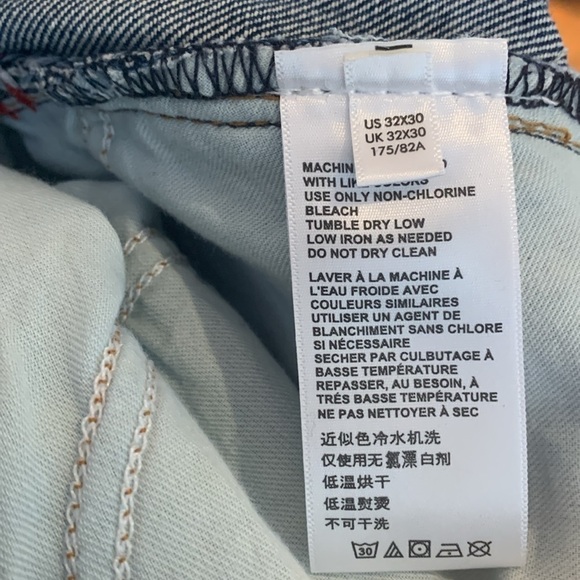 US 32X30
UK 32X30
175/82A
MACHIN
WITH LIKE COLORS
USE ONLY NON-CHLORINE
BLEACH
TUMBLE DRY LOW
LOW IRON AS NEEDED
DO NOT DRY CLEAN
LAVER À LA MACHINE À
L'EAU FROIDE AVEC
COULEURS SIMILAIRES
UTILISER UN AGENT DE
BLANCHIMENT SANS CHLORE
SI NÉCESSAIRE
SECHER PAR CULBUTAGE À
BASSE TEMPÉRATURE
REPASSER, AU BESOIN, À
TRÈS BASSE TEMPÉRATURE
NE PAS NETTOYER À SEC
近似色冷水机洗
仅使用无氯漂白剂
低温烘干
低温熨烫
不可干洗
30